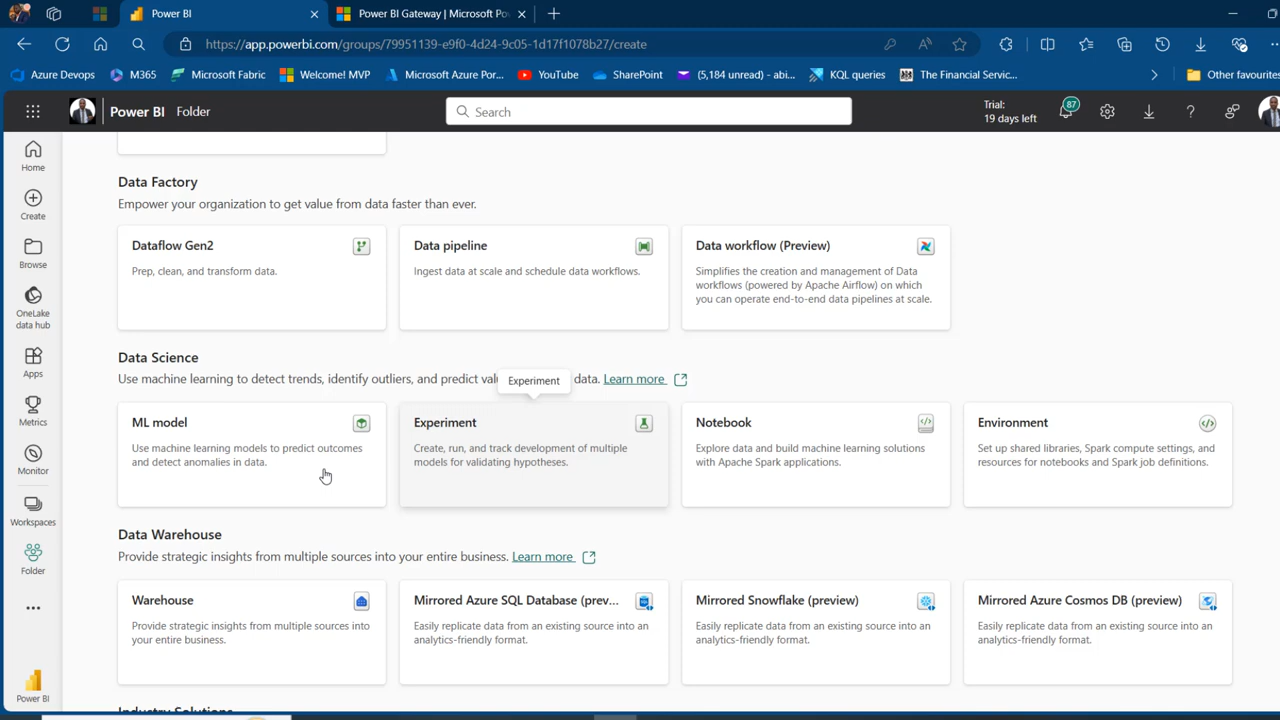 Power BI
Power BI Gateway | Microsoft Po
https://app.powerbi.com/groups/79951139-e9f0-4d24-9c05-1d17f1078b27/create
Azure Devops
M365
Microsoft Fabric
Welcome! MVP
Microsoft Azure Por...
YouTube
SharePoint
(5,184 unread) - abi...
KQL queries
The Financial Servic...
Other favourites
Power BI
Folder
Search
Trial:
19 days left
87
Home
Create
Browse
OneLake
data hub
Apps
Metrics
Monitor
Workspaces
Folder
Power BI
Data Factory
Empower your organization to get value from data faster than ever.
Dataflow Gen2
Prep, clean, and transform data.
Data pipeline
Ingest data at scale and schedule data workflows.
Data workflow (Preview)
Simplifies the creation and management of Data
workflows (powered by Apache Airflow) on which
you can operate end-to-end data pipelines at scale.
Data Science
Use machine learning to detect trends, identify outliers, and predict val data. Learn more
Experiment
ML model
Use machine learning models to predict outcomes
and detect anomalies in data.
Experiment
Create, run, and track development of multiple
models for validating hypotheses.
Notebook
Explore data and build machine learning solutions
with Apache Spark applications.
Environment
Set up shared libraries, Spark compute settings, and
resources for notebooks and Spark job definitions.
Data Warehouse
Provide strategic insights from multiple sources into your entire business. Learn more
Warehouse
Provide strategic insights from multiple sources into
your entire business.
Mirrored Azure SQL Database (prev...
Easily replicate data from an existing source into an
analytics-friendly format.
Mirrored Snowflake (preview)
Easily replicate data from an existing source into an
analytics-friendly format.
Mirrored Azure Cosmos DB (preview)
Easily replicate data from an existing source into an
analytics-friendly format.
Industry Solutions